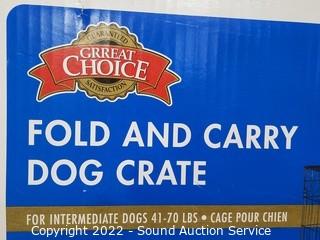 GUARANTEED
GRREAT
CHOICE
SATISFACTION
FOLD AND CARRY
DOG CRATE
FOR INTERMEDIATE DOGS 41-70 LBS • CAGE POUR CHIEN
Copyright 2022 - Sound Auction Service